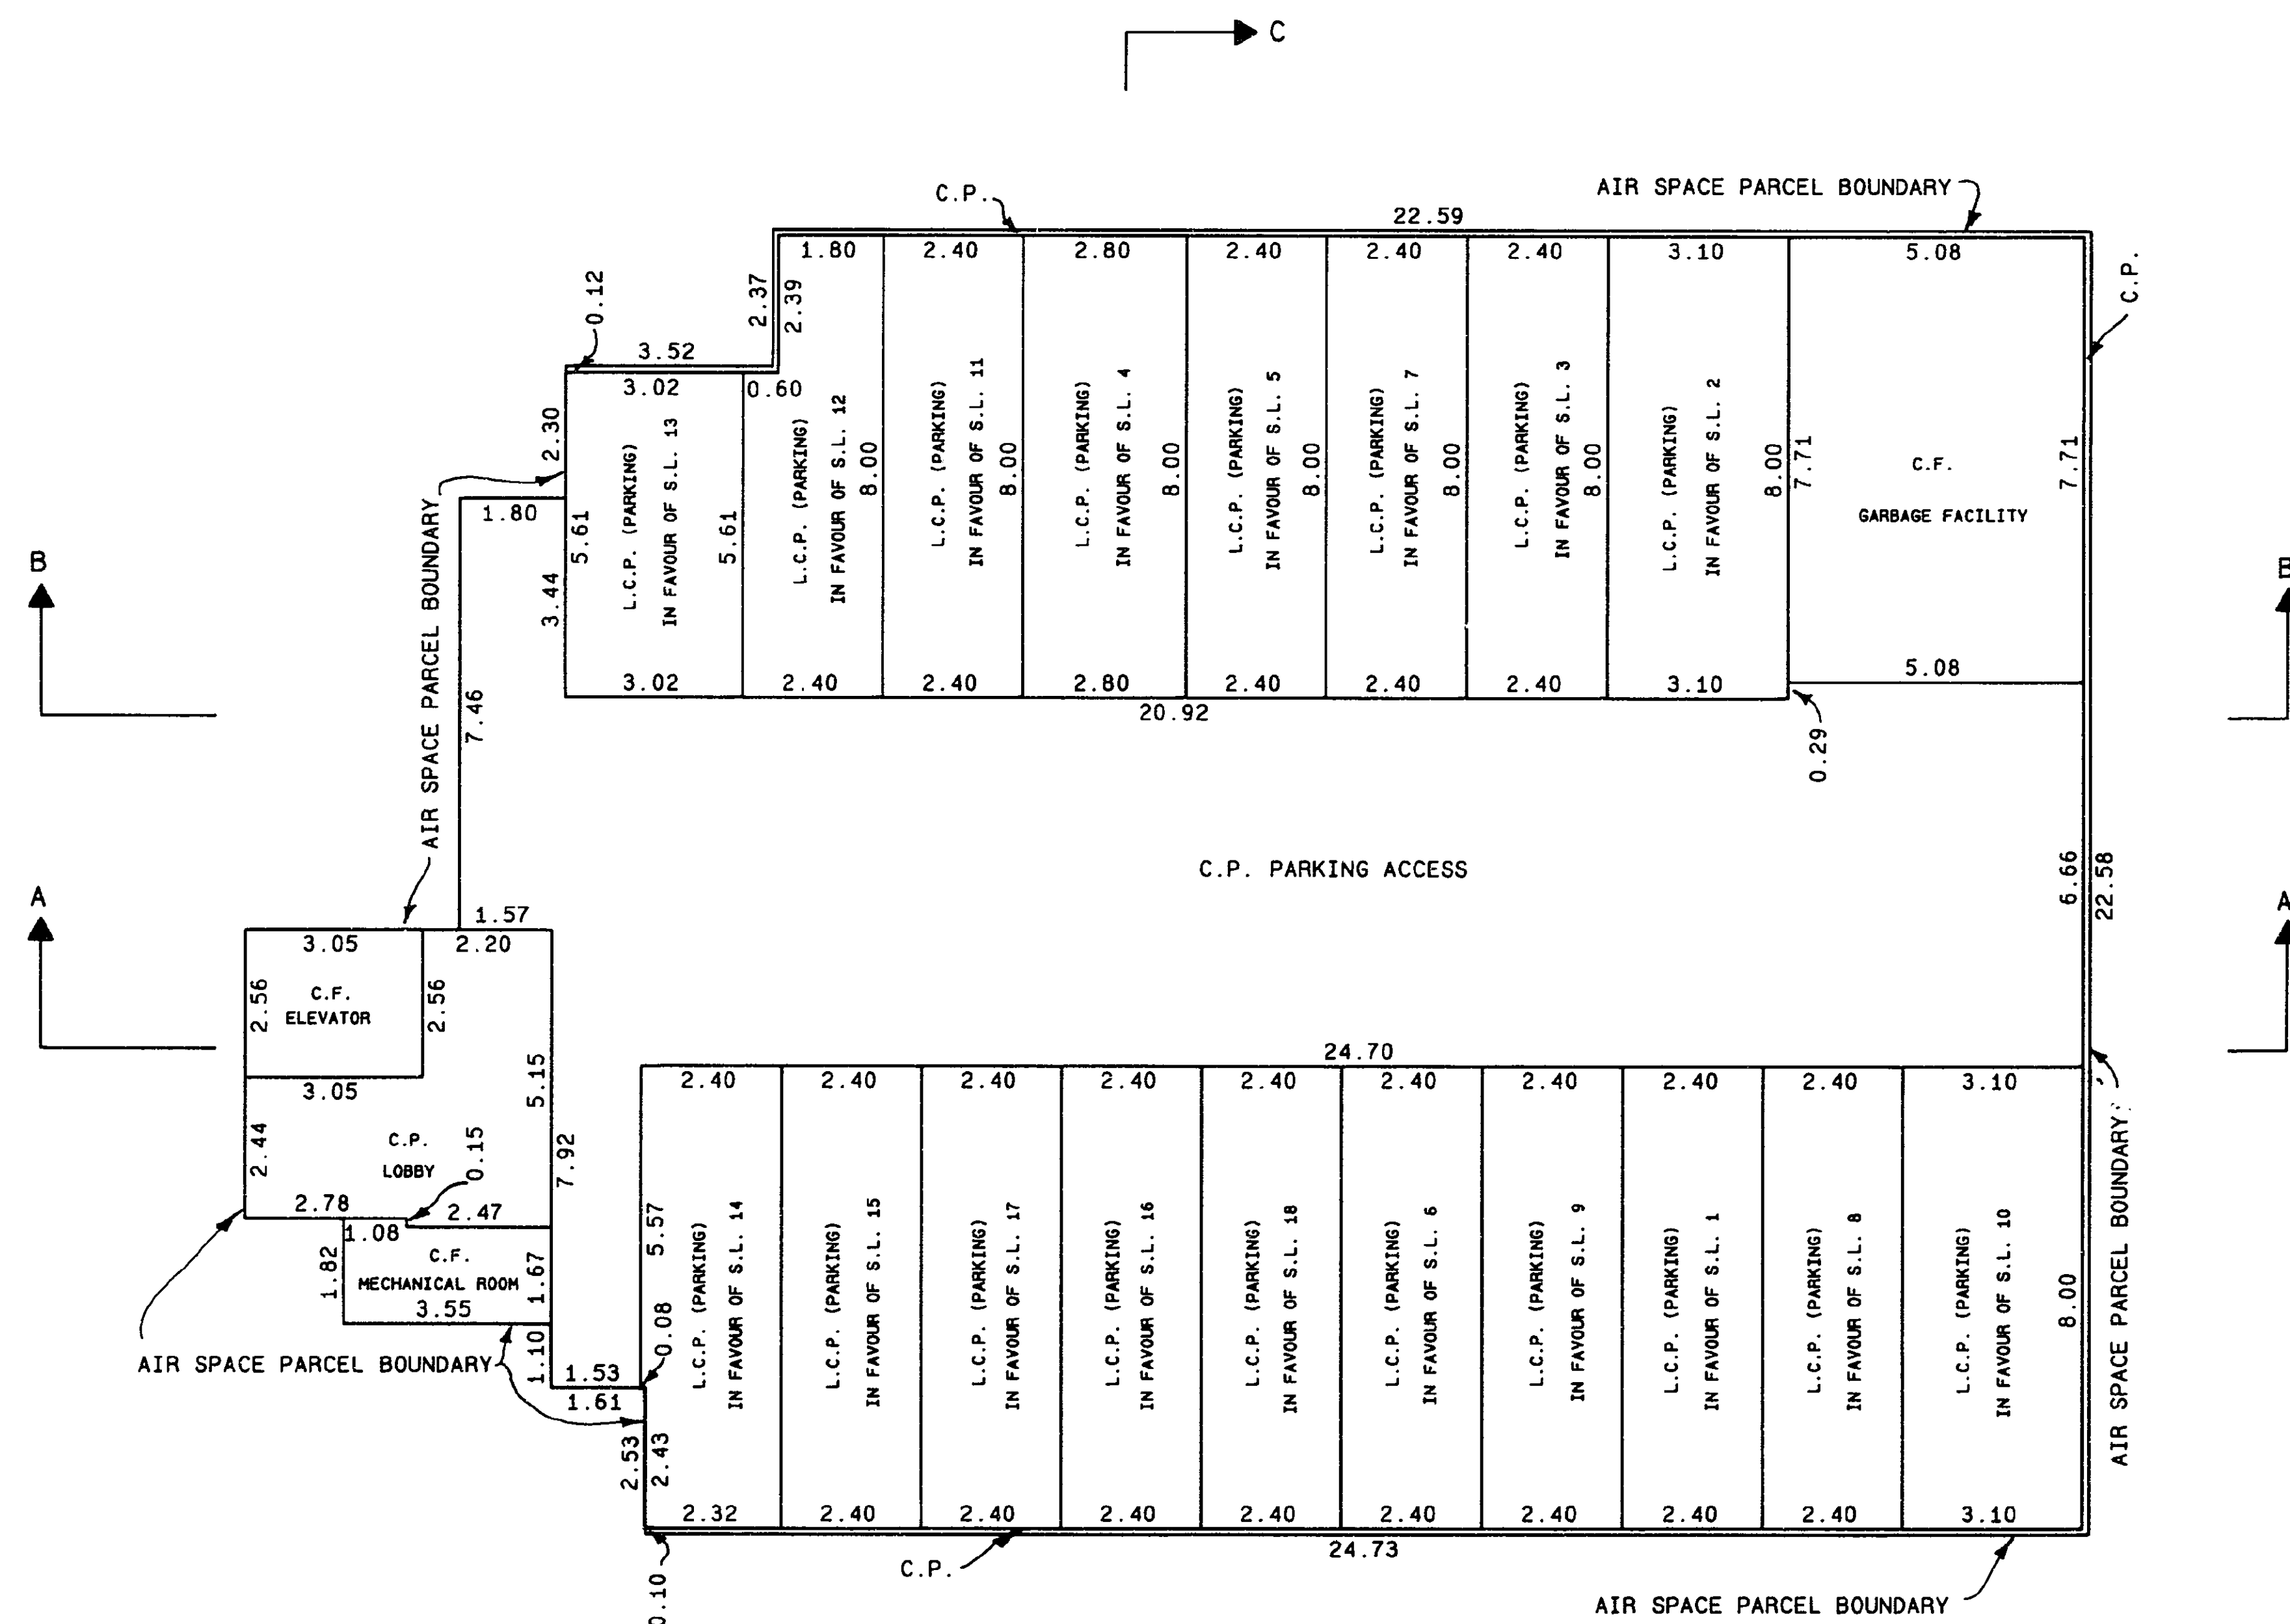 C
C.P.
AIR SPACE PARCEL BOUNDARY
22.59
1.80
2.40
2.80
2.40
2.40
2.40
3.10
5.08
C.P.
0.12
2.37
2.39
3.52
3.02
0.60
2.30
1.80
3.44
5.61
L.C.P. (PARKING)
IN FAVOUR OF S.L. 13
5.61
L.C.P. (PARKING)
IN FAVOUR OF S.L. 12
8.00
L.C.P. (PARKING)
IN FAVOUR OF S.L. 11
8.00
L.C.P. (PARKING)
IN FAVOUR OF S.L. 4
8.00
L.C.P. (PARKING)
IN FAVOUR OF S.L. 5
8.00
L.C.P. (PARKING)
IN FAVOUR OF S.L. 7
8.00
L.C.P. (PARKING)
IN FAVOUR OF S.L. 3
8.00
L.C.P. (PARKING)
IN FAVOUR OF S.L. 2
8.00
7.71
C.F.
GARBAGE FACILITY
7.71
B
B
AIR SPACE PARCEL BOUNDARY
7.46
3.02
2.40
2.40
2.80
2.40
2.40
2.40
3.10
5.08
20.92
0.29
C.P. PARKING ACCESS
6.66
22.58
A
A
1.57
3.05
2.20
2.56
C.F.
ELEVATOR
2.56
3.05
5.15
2.44
C.P.
LOBBY
0.15
7.92
2.78
2.47
1.08
1.82
C.F.
MECHANICAL ROOM
1.67
3.55
1.10
AIR SPACE PARCEL BOUNDARY
1.53
1.61
24.70
2.40
2.40
2.40
2.40
2.40
2.40
2.40
2.40
2.40
3.10
5.57
0.08
L.C.P. (PARKING)
IN FAVOUR OF S.L. 14
L.C.P. (PARKING)
IN FAVOUR OF S.L. 15
L.C.P. (PARKING)
IN FAVOUR OF S.L. 17
L.C.P. (PARKING)
IN FAVOUR OF S.L. 16
L.C.P. (PARKING)
IN FAVOUR OF S.L. 18
L.C.P. (PARKING)
IN FAVOUR OF S.L. 6
L.C.P. (PARKING)
IN FAVOUR OF S.L. 9
L.C.P. (PARKING)
IN FAVOUR OF S.L. 1
L.C.P. (PARKING)
IN FAVOUR OF S.L. 8
L.C.P. (PARKING)
IN FAVOUR OF S.L. 10
8.00
AIR SPACE PARCEL BOUNDARY
2.53
2.43
2.32
2.40
2.40
2.40
2.40
2.40
2.40
2.40
2.40
3.10
24.73
0.10
C.P.
AIR SPACE PARCEL BOUNDARY